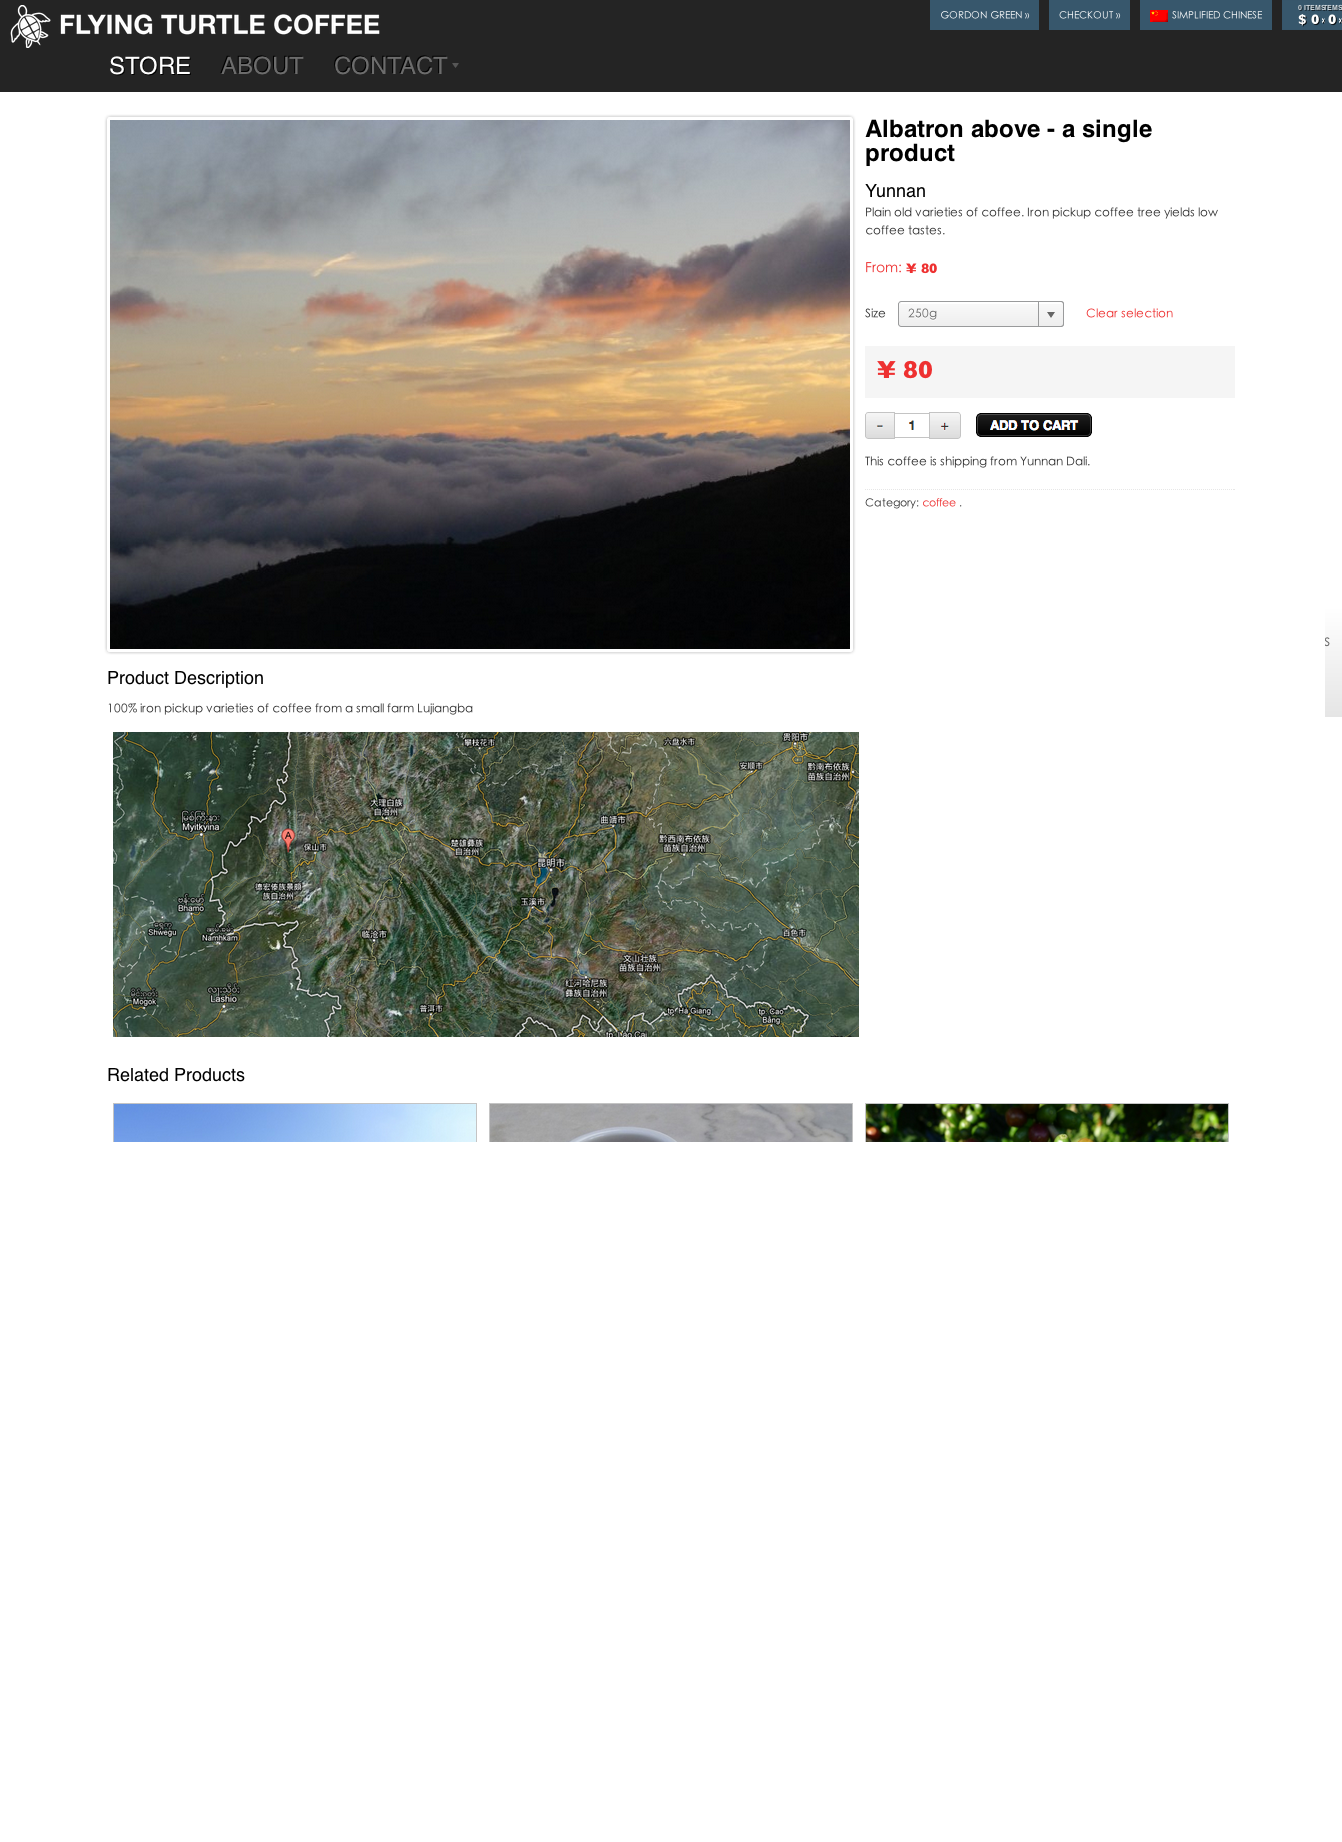 FLYING TURTLE COFFEE
GORDON GREEN »
CHECKOUT »
SIMPLIFIED CHINESE
0 ITEMS
$ 0
STORE
ABOUT
CONTACT
Albatron above - a single
product
Yunnan
Plain old varieties of coffee. Iron pickup coffee tree yields low
coffee tastes.
From: ¥ 80
Size
250g
Clear selection
¥ 80
-
1
+
ADD TO CART
This coffee is shipping from Yunnan Dali.
Category: coffee .
S
Product Description
100% iron pickup varieties of coffee from a small farm Lujiangba
攀枝花市
六盘水市
贵阳市
安顺市
黔南布依族
苗族自治州
大理白族
自治州
Myitkyina
A
保山市
楚雄彝族
自治州
曲靖市
黔西南布依族
苗族自治州
昆明市
德宏傣族景颇
族自治州
Bhamo
玉溪市
Shwegu
Namhkam
临沧市
百色市
文山壮族
苗族自治州
红河哈尼族
彝族自治州
Mogok
Lashio
普洱市
tp. Hà Giang
tp. Cao
Bằng
tp. Lào Cai
Related Products